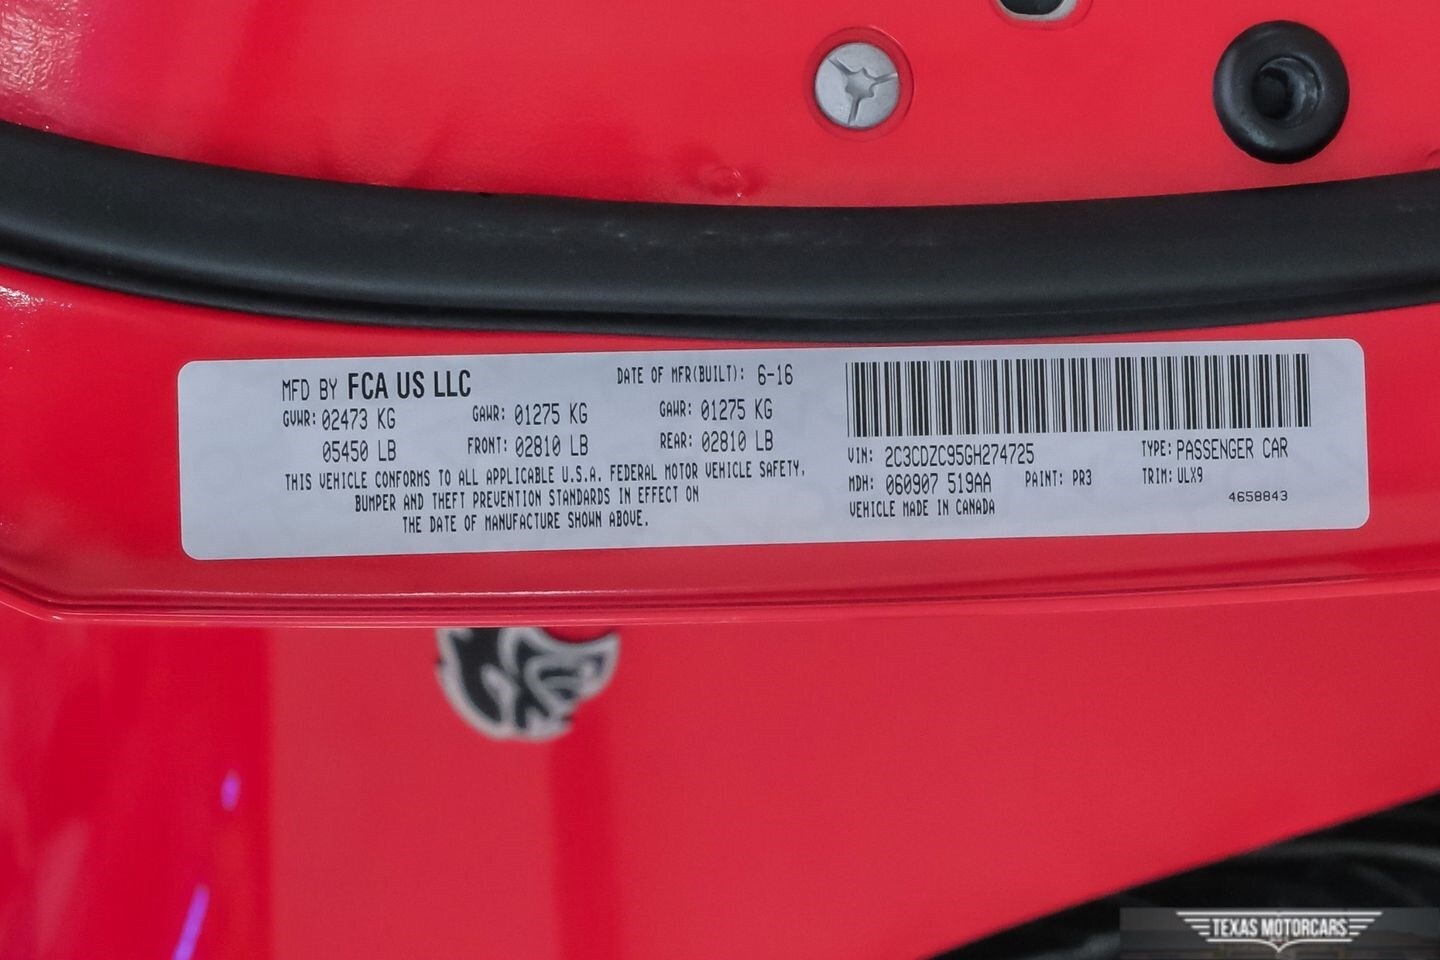 MFD BY FCA US LLC
DATE OF MFR(BUILT): 6-16
GVWR: 02473 KG
GAWR: 01275 KG
GAWR: 01275 KG
05450 LB
FRONT: 02810 LB
REAR: 02810 LB
THIS VEHICLE CONFORMS TO ALL APPLICABLE U.S.A. FEDERAL MOTOR VEHICLE SAFETY,
BUMPER AND THEFT PREVENTION STANDARDS IN EFFECT ON
THE DATE OF MANUFACTURE SHOWN ABOVE.
VIN: 2C3CDZC95GH274725
TYPE: PASSENGER CAR
MDH: 060907 519AA
PAINT: PR3
TRIM: ULX9
VEHICLE MADE IN CANADA
4658843
TEXAS MOTORCARS